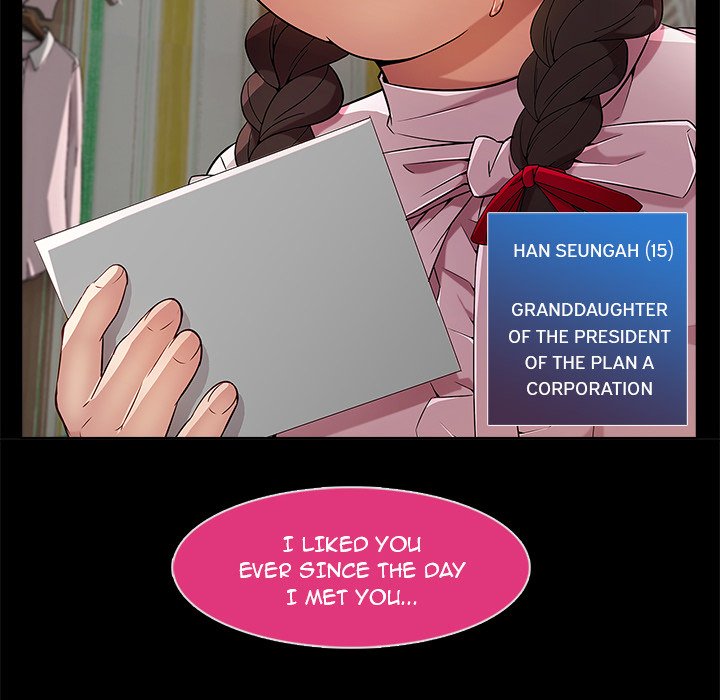 HAN SEUNGAH (15)
GRANDDAUGHTER
OF THE PRESIDENT
OF THE PLAN A
CORPORATION
I LIKED YOU
EVER SINCE THE DAY
I MET YOU...